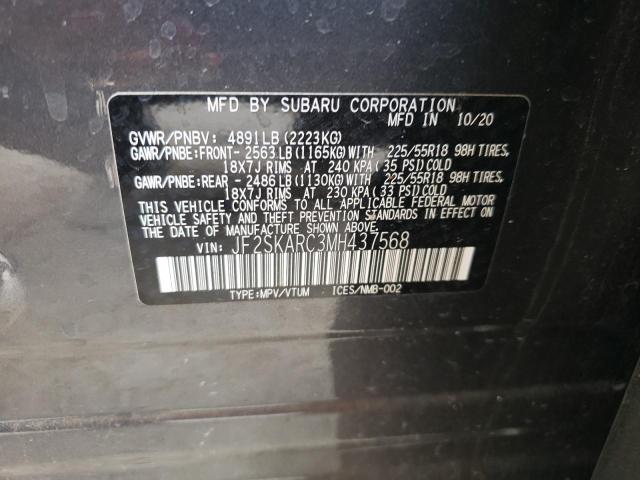 MFD BY SUBARU CORPORATION
MFD IN 10/20
GVWR/PNBV: 4891LB(2223KG)
GAWR/PNBE:FRONT- 2563LB(1165KG)WITH 225/55R18 98H TIRES,
18X7J RIMS AT 240 KPA(35 PSI)COLD
GAWR/PNBE:REAR - 2486LB(1130KG)WITH 225/55R18 98H TIRES,
18X7J RIMS AT 230 KPA(33 PSI)COLD
THIS VEHICLE CONFORMS TO ALL APPLICABLE FEDERAL MOTOR
VEHICLE SAFETY AND THEFT PREVENTION STANDARDS IN EFFECT ON
THE DATE OF MANUFACTURE SHOWN ABOVE.
VIN: JF2SKARC3MH437568
TYPE:MPV/VTUM ICES/NMB-002